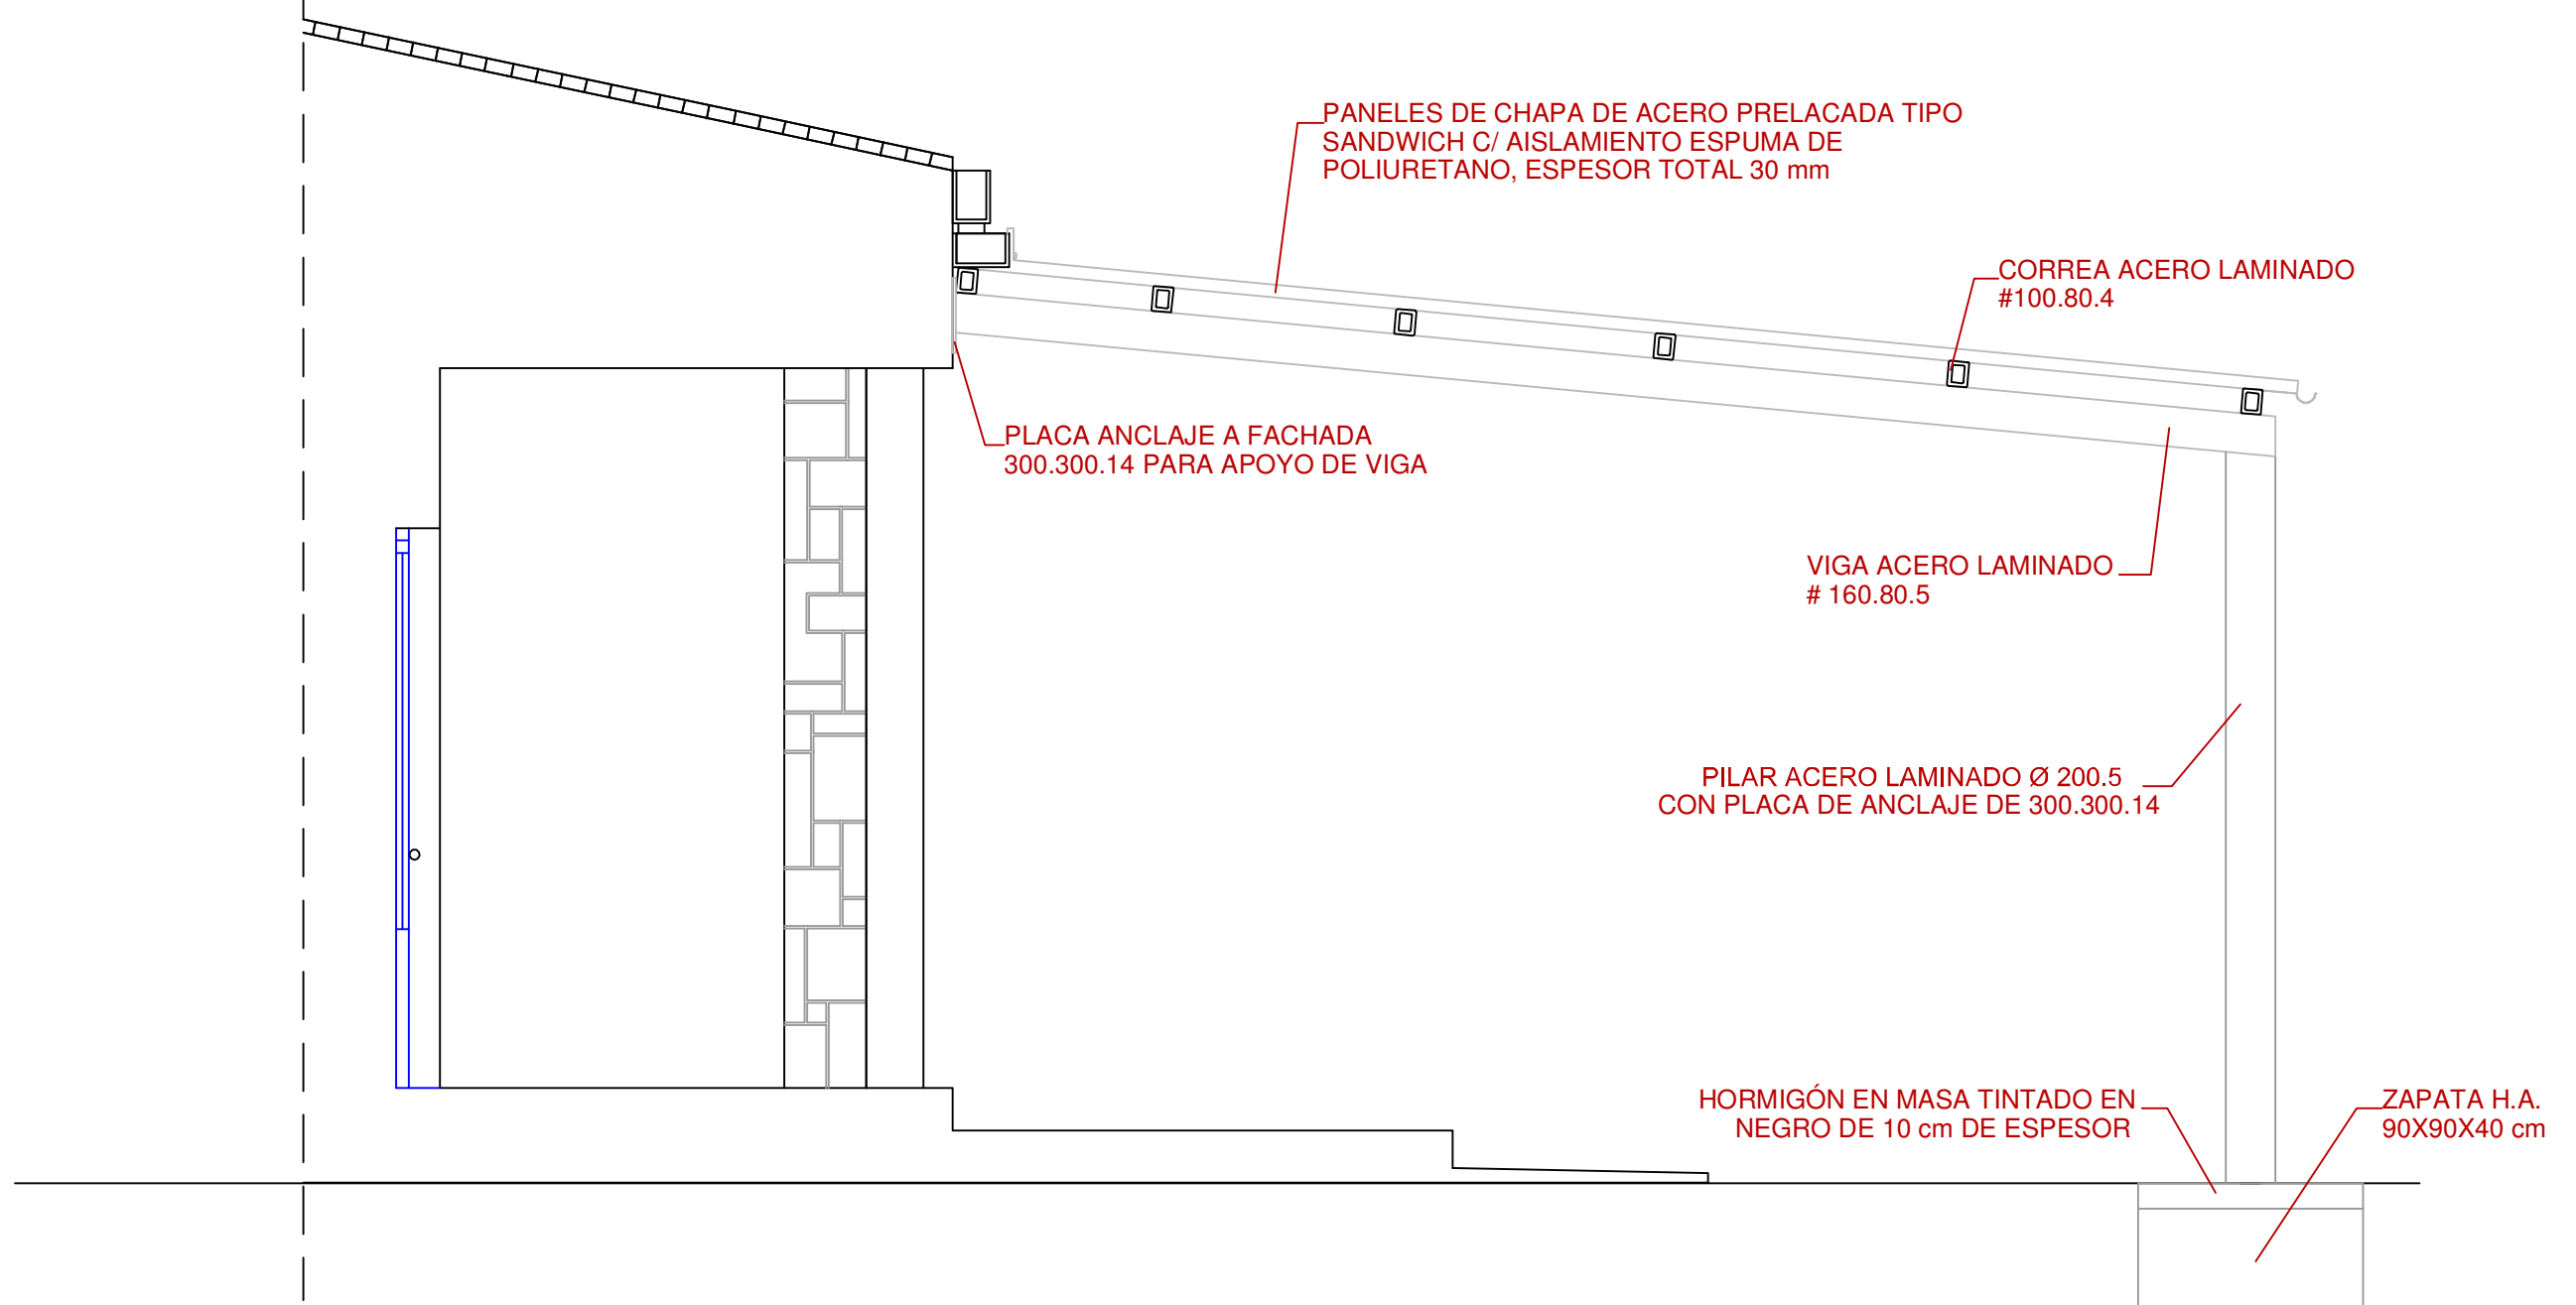 PANELES DE CHAPA DE ACERO PRELACADA TIPO
SANDWICH C/ AISLAMIENTO ESPUMA DE
POLIURETANO, ESPESOR TOTAL 30 mm
CORREA ACERO LAMINADO
#100.80.4
PLACA ANCLAJE A FACHADA
300.300.14 PARA APOYO DE VIGA
VIGA ACERO LAMINADO
# 160.80.5
PILAR ACERO LAMINADO Ø 200.5
CON PLACA DE ANCLAJE DE 300.300.14
HORMIGÓN EN MASA TINTADO EN
NEGRO DE 10 cm DE ESPESOR
ZAPATA H.A.
90X90X40 cm